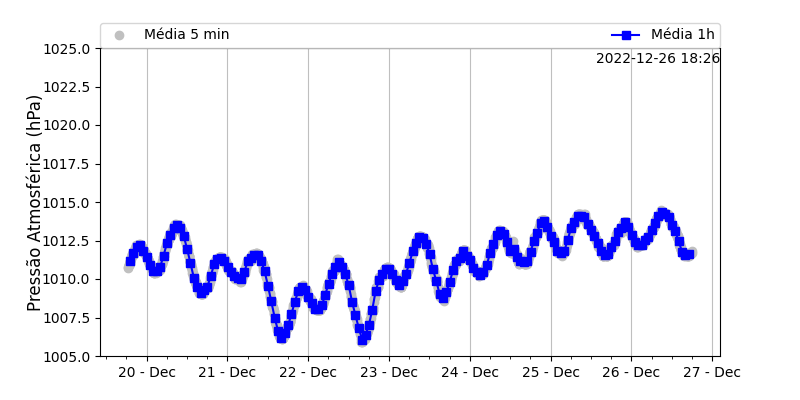 Média 5 min
Média 1h
2022-12-26 18:26
Pressão Atmosférica (hPa)
1025.0
1022.5
1020.0
1017.5
1015.0
1012.5
1010.0
1007.5
1005.0
20 - Dec
21 - Dec
22 - Dec
23 - Dec
24 - Dec
25 - Dec
26 - Dec
27 - Dec